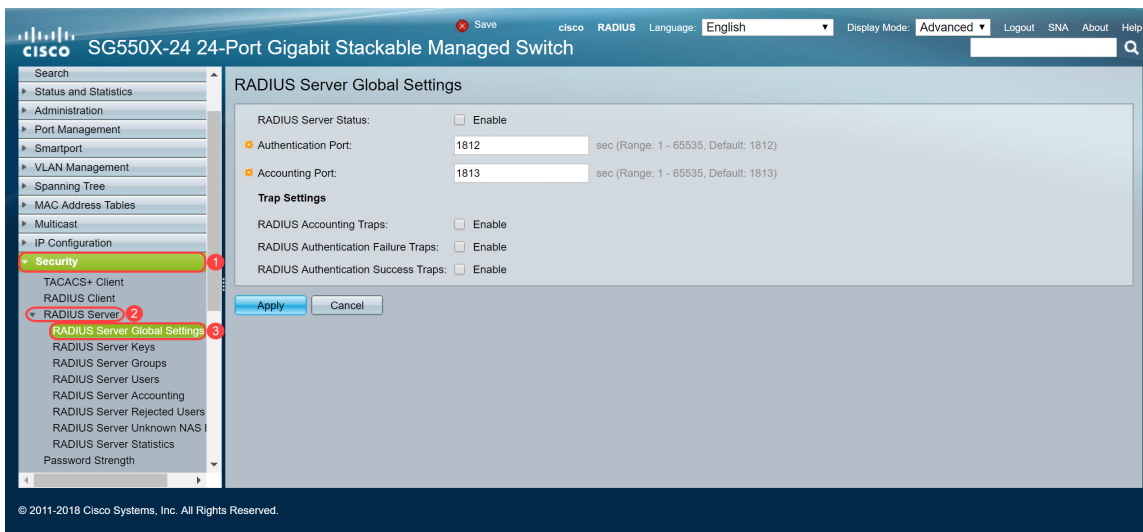 Save cisco RADIUS Language: English Display Mode: Advanced Logout SNA About Help
CISCO SG550X-24 24-Port Gigabit Stackable Managed Switch
Search
Status and Statistics
Administration
Port Management
Smartport
VLAN Management
Spanning Tree
MAC Address Tables
Multicast
IP Configuration
Security 1
TACACS+ Client
RADIUS Client
RADIUS Server 2
RADIUS Server Global Settings 3
RADIUS Server Keys
RADIUS Server Groups
RADIUS Server Users
RADIUS Server Accounting
RADIUS Server Rejected Users
RADIUS Server Unknown NAS
RADIUS Server Statistics
Password Strength
RADIUS Server Global Settings
RADIUS Server Status: Enable
Authentication Port: 1812 sec (Range: 1 - 65535, Default: 1812)
Accounting Port: 1813 sec (Range: 1 - 65535, Default: 1813)
Trap Settings
RADIUS Accounting Traps: Enable
RADIUS Authentication Failure Traps: Enable
RADIUS Authentication Success Traps: Enable
Apply Cancel
© 2011-2018 Cisco Systems, Inc. All Rights Reserved.